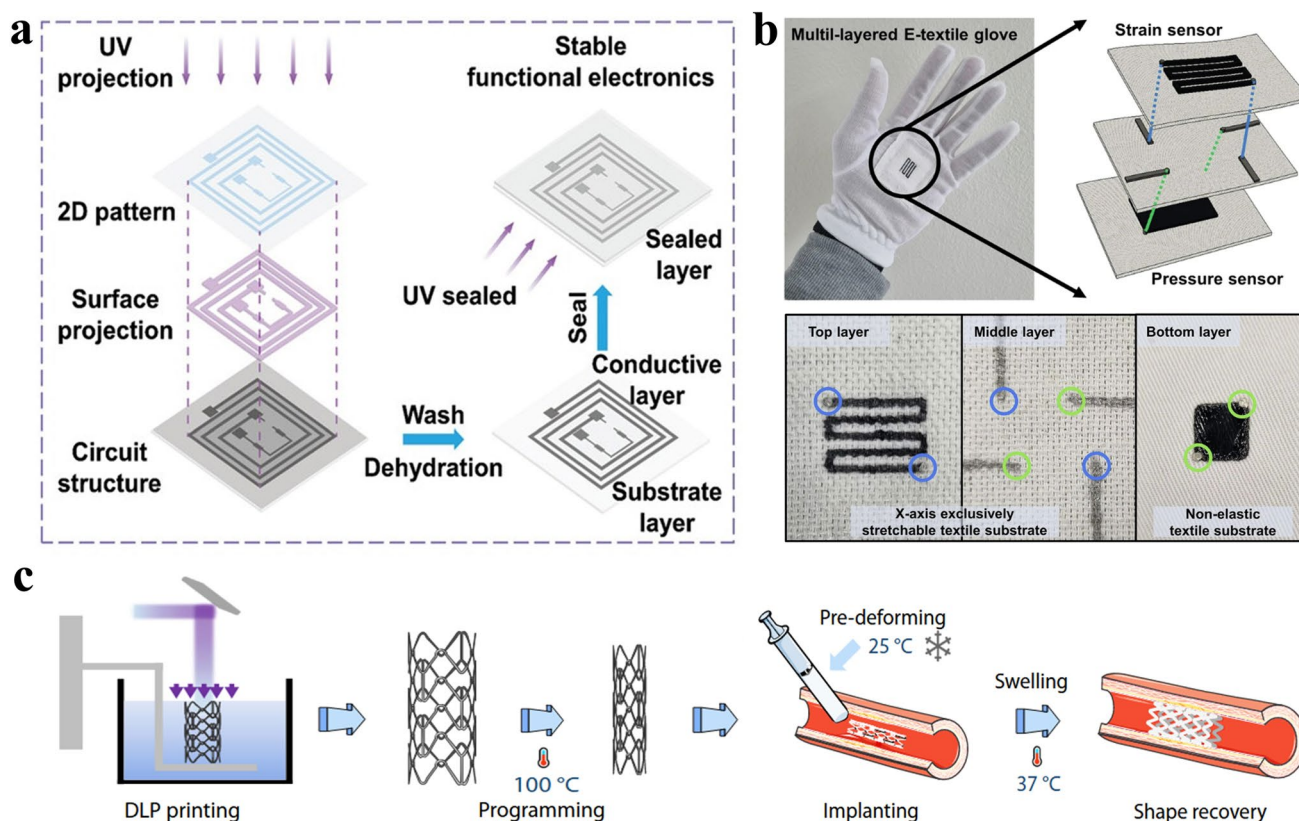 a
UV
projection
2D pattern
Surface
projection
Circuit
structure
Wash
Dehydration
Stable
functional electronics
Sealed
layer
UV sealed
Seal
Conductive
layer
Substrate
layer
b
Multil-layered E-textile glove
Strain sensor
Pressure sensor
Top layer
Middle layer
Bottom layer
X-axis exclusively
stretchable textile substrate
Non-elastic
textile substrate
c
DLP printing
100 °C
Programming
Pre-deforming
25 °C
Implanting
Swelling
37 °C
Shape recovery